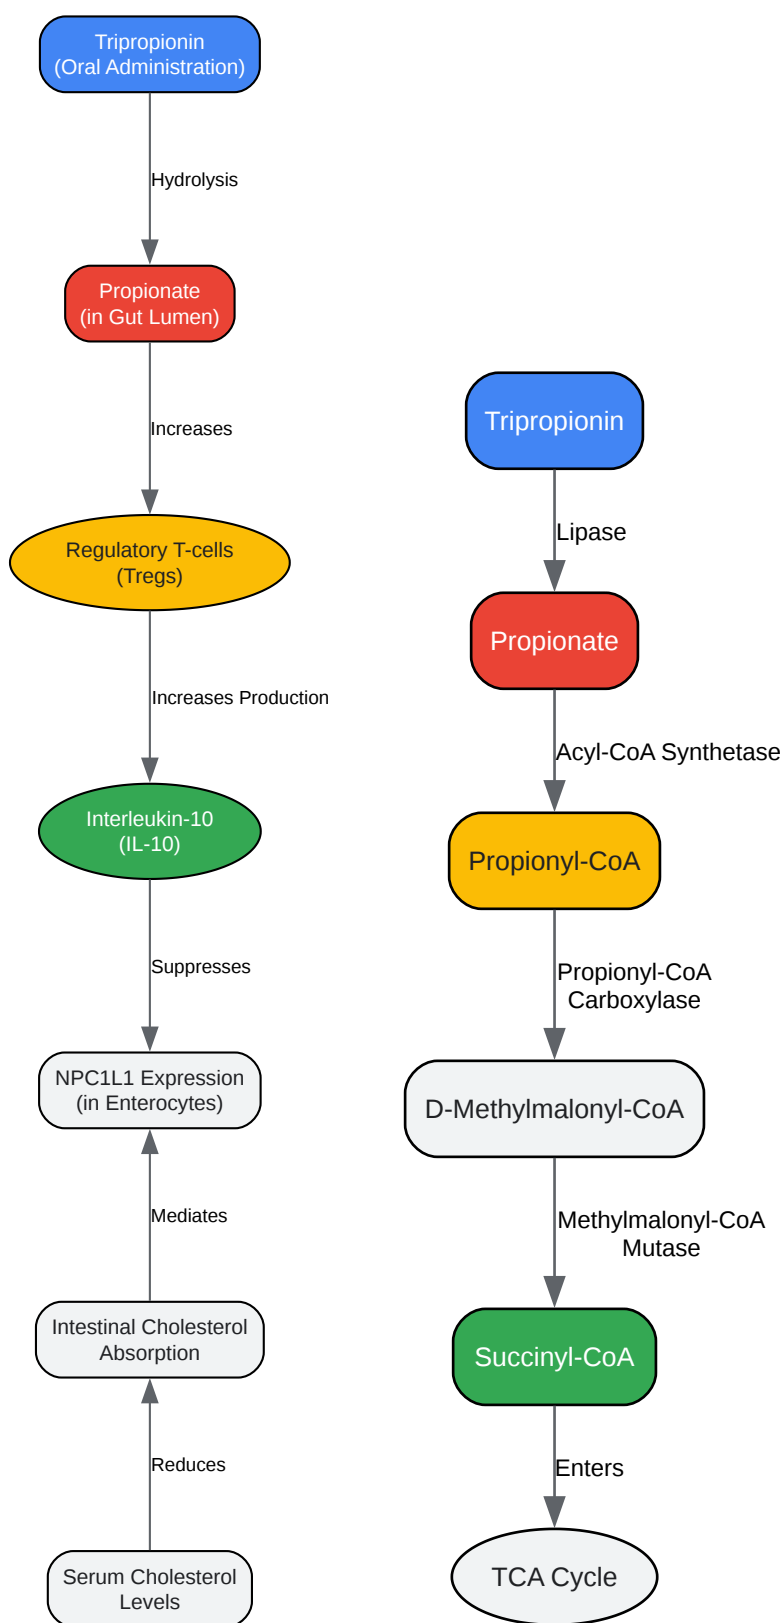 Tripropionin
(Oral Administration)
Hydrolysis
Propionate
(in Gut Lumen)
Increases
Regulatory T-cells
(Tregs)
Increases Production
Interleukin-10
(IL-10)
Suppresses
NPC1L1 Expression
(in Enterocytes)
Mediates
Intestinal Cholesterol
Absorption
Reduces
Serum Cholesterol
Levels
Tripropionin
Lipase
Propionate
Acyl-CoA Synthetase
Propionyl-CoA
Propionyl-CoA
Carboxylase
D-Methylmalonyl-CoA
Methylmalonyl-CoA
Mutase
Succinyl-CoA
Enters
TCA Cycle